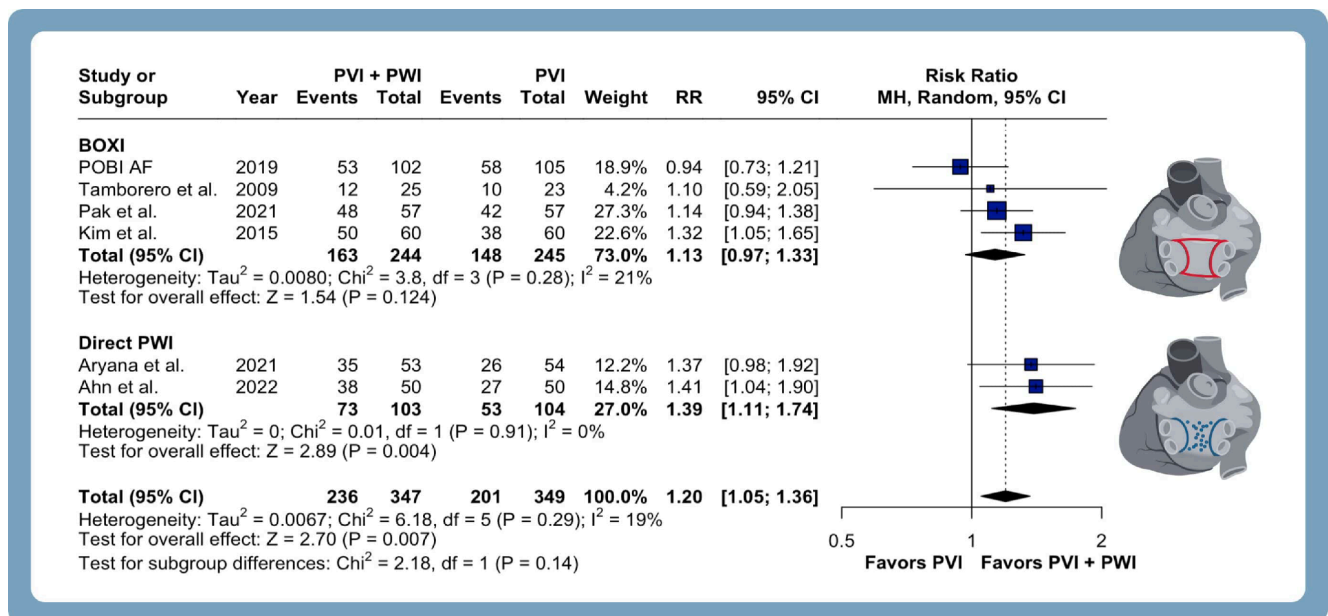 Study or PVI + PWI PVI Risk Ratio
Subgroup Year Events Total Events Total Weight RR 95% CI MH, Random, 95% CI
BOXI
POBI AF 2019 53 102 58 105 18.9% 0.94 [0.73; 1.21]
Tamborero et al. 2009 12 25 10 23 4.2% 1.10 [0.59; 2.05]
Pak et al. 2021 48 57 42 57 27.3% 1.14 [0.94; 1.38]
Kim et al. 2015 50 60 38 60 22.6% 1.32 [1.05; 1.65]
Total (95% CI) 163 244 148 245 73.0% 1.13 [0.97; 1.33]
Heterogeneity: Tau² = 0.0080; Chi² = 3.8, df = 3 (P = 0.28); I² = 21%
Test for overall effect: Z = 1.54 (P = 0.124)
Direct PWI
Aryana et al. 2021 35 53 26 54 12.2% 1.37 [0.98; 1.92]
Ahn et al. 2022 38 50 27 50 14.8% 1.41 [1.04; 1.90]
Total (95% CI) 73 103 53 104 27.0% 1.39 [1.11; 1.74]
Heterogeneity: Tau² = 0; Chi² = 0.01, df = 1 (P = 0.91); I² = 0%
Test for overall effect: Z = 2.89 (P = 0.004)
Total (95% CI) 236 347 201 349 100.0% 1.20 [1.05; 1.36]
Heterogeneity: Tau² = 0.0067; Chi² = 6.18, df = 5 (P = 0.29); I² = 19%
Test for overall effect: Z = 2.70 (P = 0.007)
Test for subgroup differences: Chi² = 2.18, df = 1 (P = 0.14)
0.5 1 2
Favors PVI Favors PVI + PWI